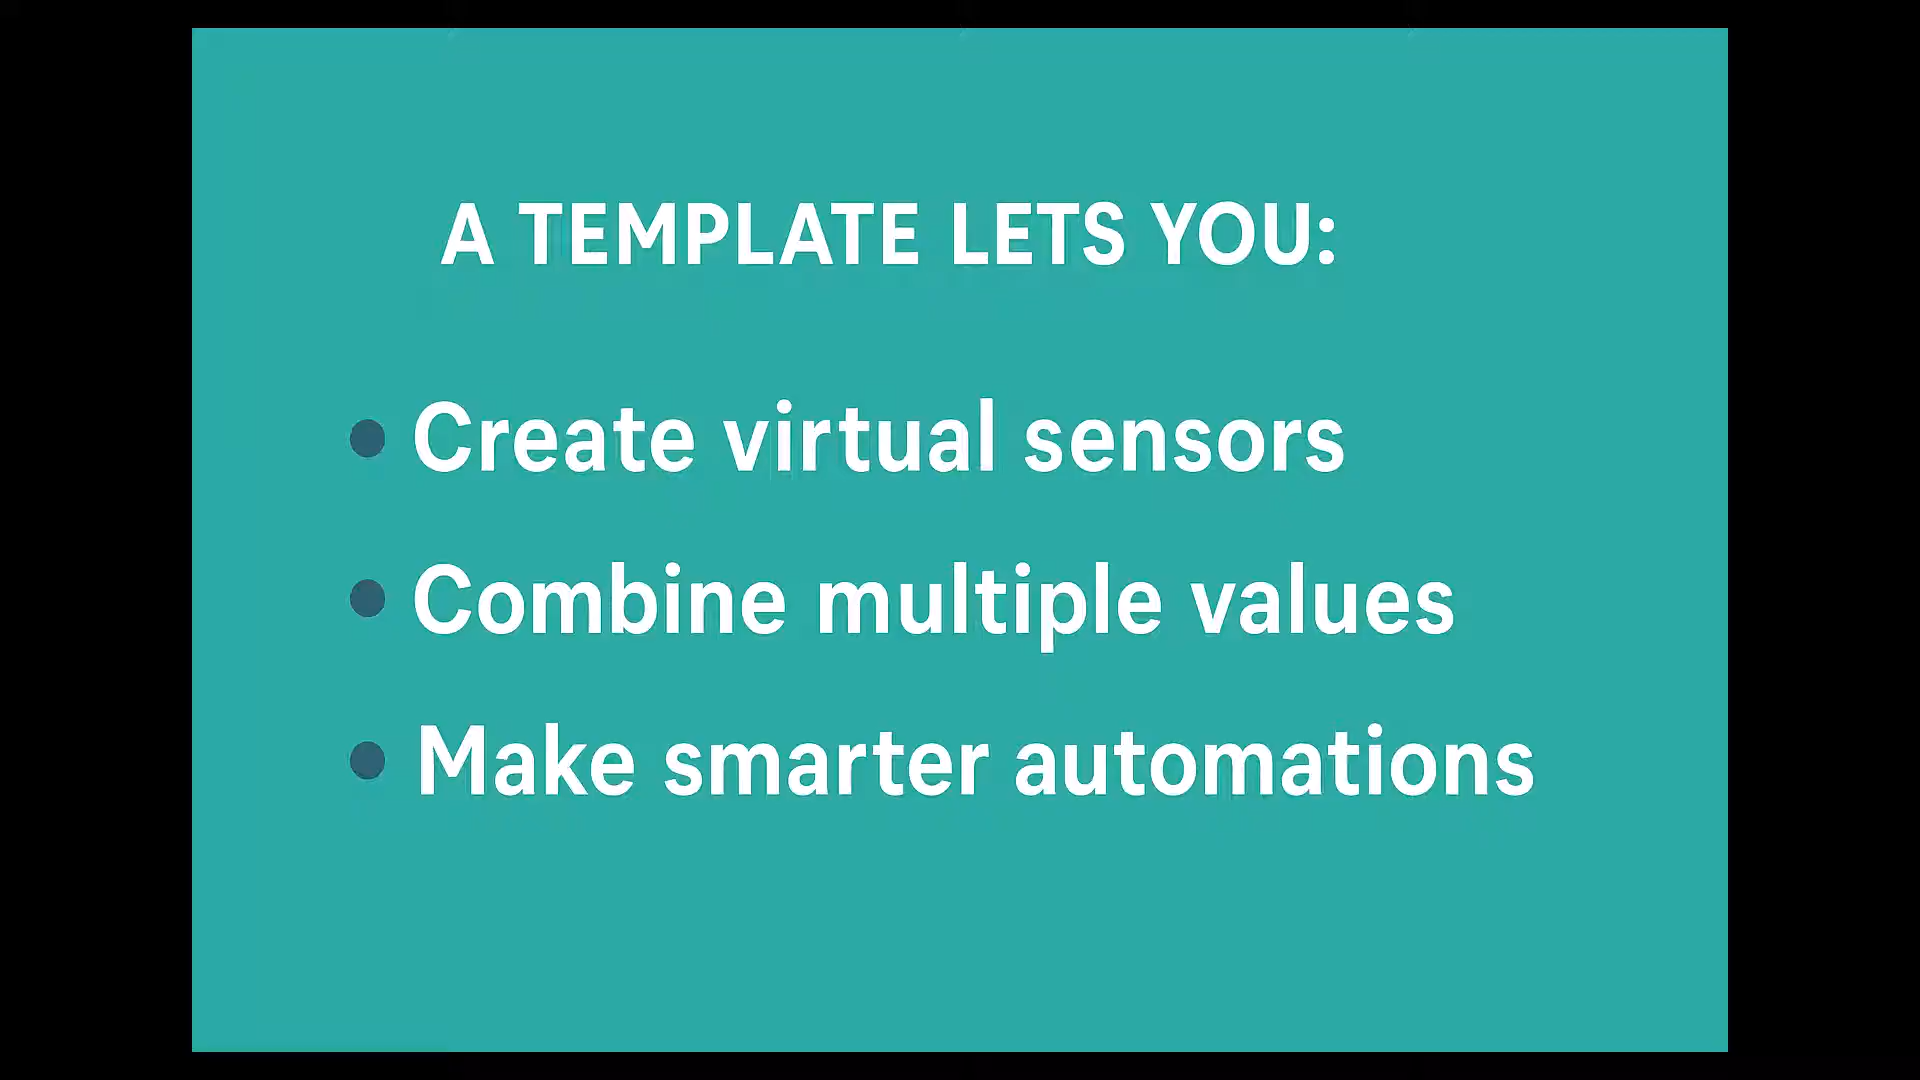 A TEMPLATE LETS YOU:
• Create virtual sensors
• Combine multiple values
• Make smarter automations